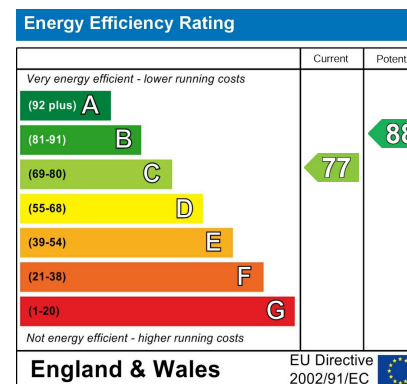 Energy Efficiency Rating
Current Potent
Very energy efficient - lower running costs
(92 plus) A
(81-91) B
88
(69-80) C
77
(55-68) D
(39-54) E
(21-38) F
(1-20) G
Not energy efficient - higher running costs
England & Wales
EU Directive
2002/91/EC